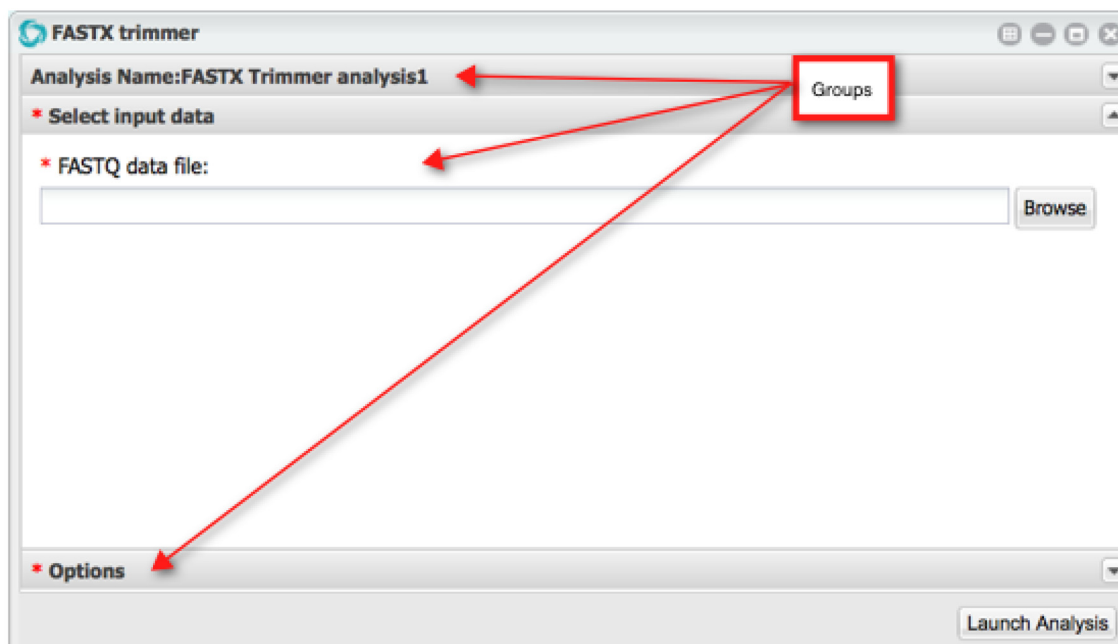 FASTX trimmer
Analysis Name:FASTX Trimmer analysis1
Groups
* Select input data
* FASTQ data file:
Browse
* Options
Launch Analysis